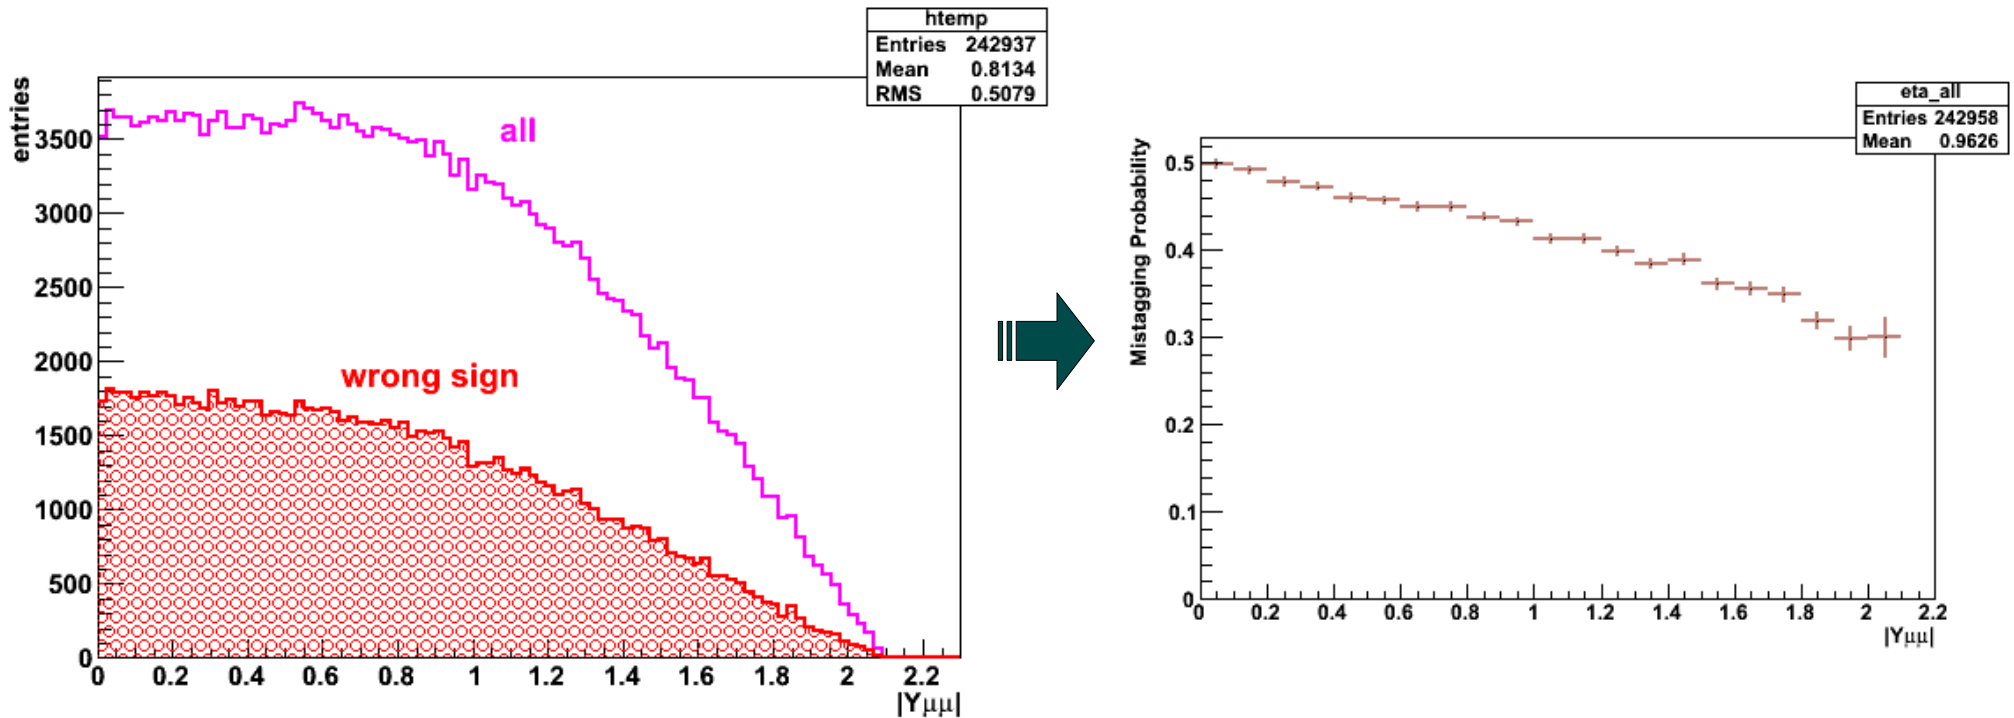 htemp
Entries 242937
Mean 0.8134
RMS 0.5079
entries
3500
3000
2500
2000
1500
1000
500
0
all
wrong sign
0 0.2 0.4 0.6 0.8 1 1.2 1.4 1.6 1.8 2 2.2
|Yμμ|
eta_all
Entries 242958
Mean 0.9626
Mistagging Probability
0.5
0.4
0.3
0.2
0.1
0
0 0.2 0.4 0.6 0.8 1 1.2 1.4 1.6 1.8 2 2.2
|Yμμ|